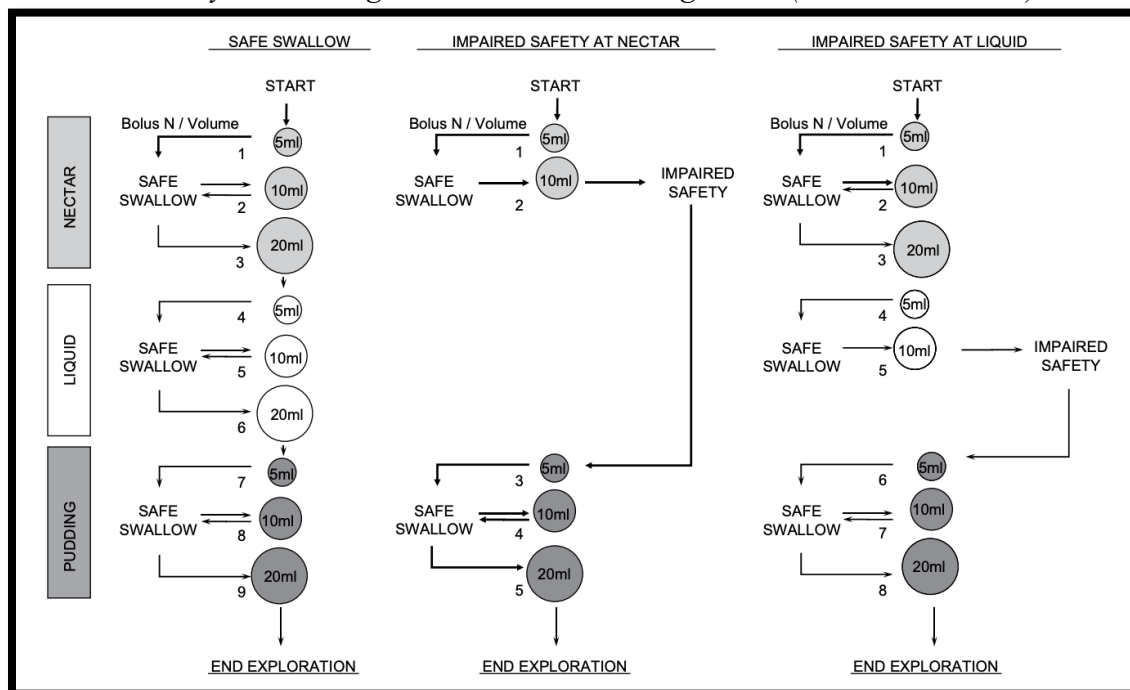 SAFE SWALLOW
START
Bolus N / Volume
5ml
1
SAFE
SWALLOW
10ml
2
20ml
3
5ml
4
SAFE
SWALLOW
10ml
5
20ml
6
5ml
7
SAFE
SWALLOW
10ml
8
20ml
9
END EXPLORATION
NECTAR
LIQUID
PUDDING
IMPAIRED SAFETY AT NECTAR
START
Bolus N / Volume
5ml
1
SAFE
SWALLOW
10ml
2
IMPAIRED
SAFETY
5ml
3
SAFE
SWALLOW
10ml
4
20ml
5
END EXPLORATION
IMPAIRED SAFETY AT LIQUID
START
Bolus N / Volume
5ml
1
SAFE
SWALLOW
10ml
2
20ml
3
5ml
4
SAFE
SWALLOW
10ml
5
IMPAIRED
SAFETY
5ml
6
SAFE
SWALLOW
10ml
7
20ml
8
END EXPLORATION